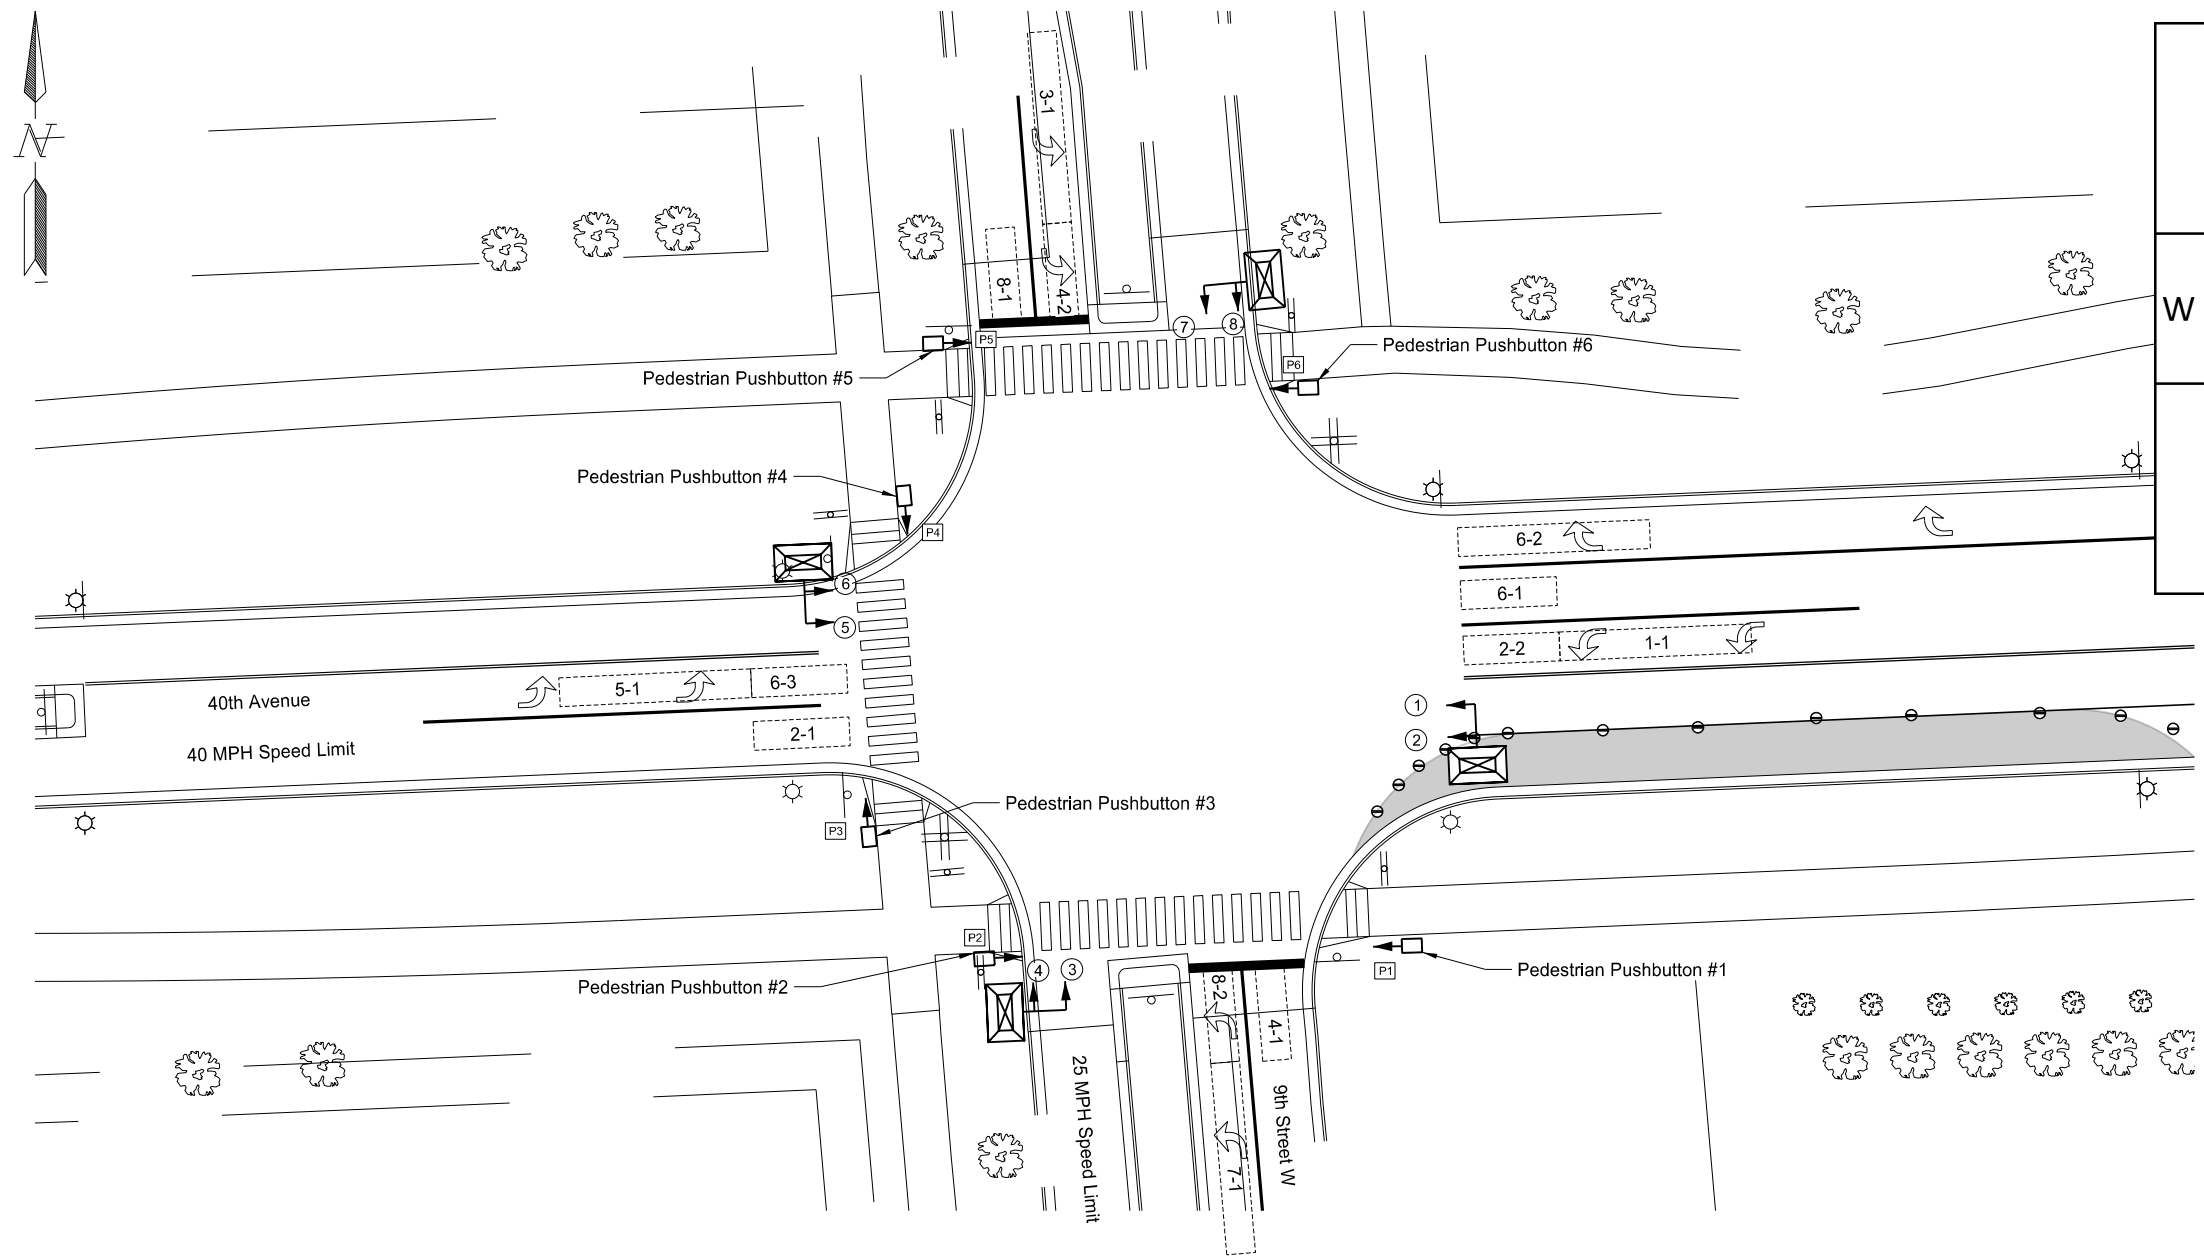 N
3-1
8-1
4-2
7
8
W
P5
P6
Pedestrian Pushbutton #6
Pedestrian Pushbutton #5
Pedestrian Pushbutton #4
P4
6-2
6
6-1
5
2-2
1-1
5-1
6-3
40th Avenue
1
2-1
2
40 MPH Speed Limit
Pedestrian Pushbutton #3
P3
P2
4
3
P1
Pedestrian Pushbutton #1
Pedestrian Pushbutton #2
8-2
4-1
25 MPH Speed Limit
9th Street W
7-1